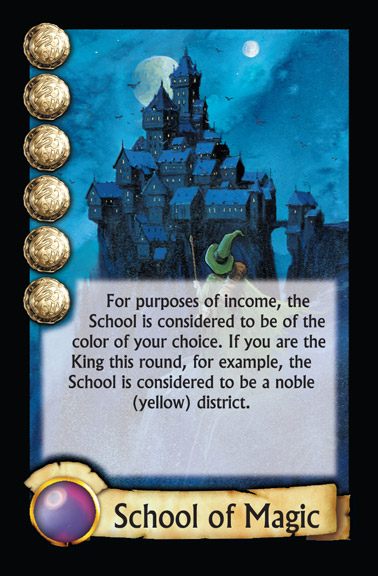 For purposes of income, the
School is considered to be of the
color of your choice. If you are the
King this round, for example, the
School is considered to be a noble
(yellow) district.
School of Magic